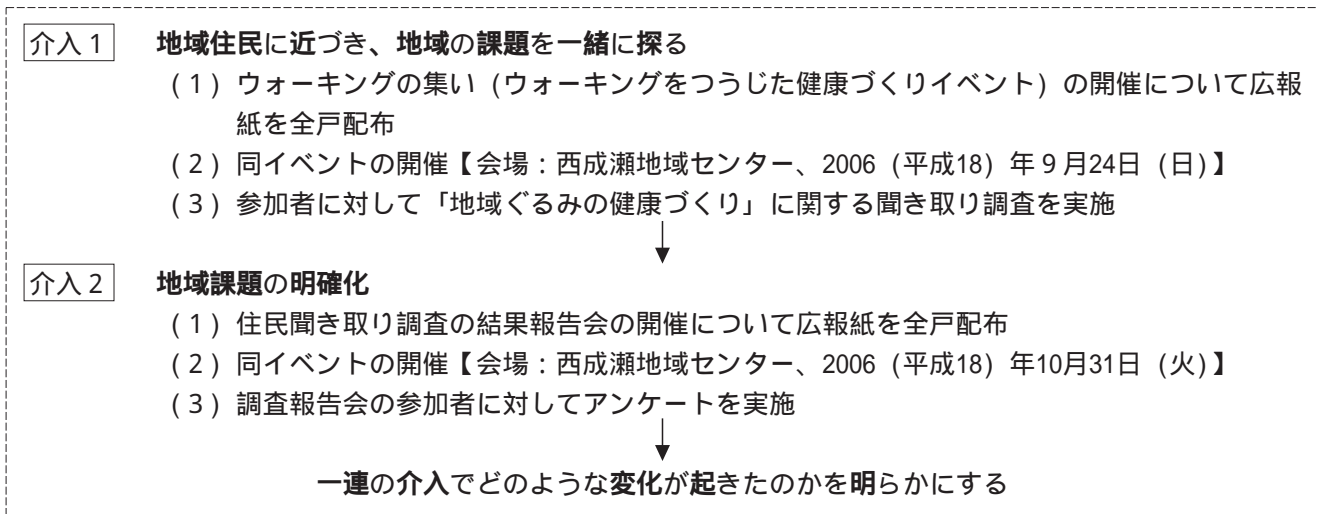 介入1 地域住民に近づき、地域の課題を一緒に探る
(1) ウォーキングの集い（ウォーキングをつうじた健康づくりイベント）の開催について広報
紙を全戸配布
(2) 同イベントの開催【会場：西成瀬地域センター、2006（平成18）年9月24日（日）】
(3) 参加者に対して「地域ぐるみの健康づくり」に関する聞き取り調査を実施
介入2 地域課題の明確化
(1) 住民聞き取り調査の結果報告会の開催について広報紙を全戸配布
(2) 同イベントの開催【会場：西成瀬地域センター、2006（平成18）年10月31日（火）】
(3) 調査報告会の参加者に対してアンケートを実施
一連の介入でどのような変化が起きたのかを明らかにする